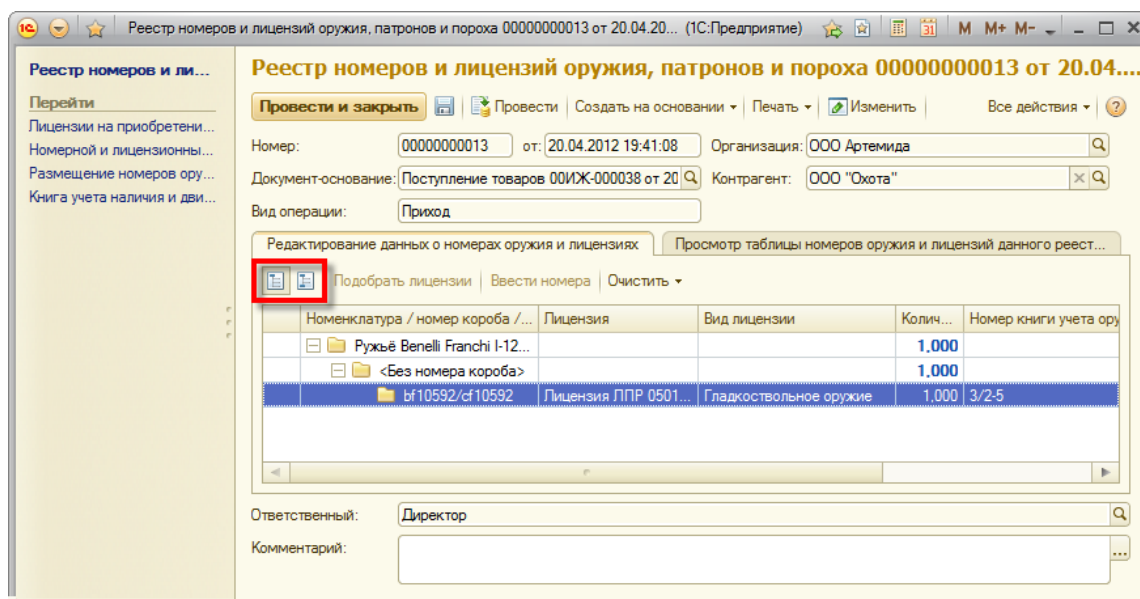 Реестр номеров и лицензий оружия, патронов и пороха 00000000013 от 20.04.20... (1С:Предприятие) M M+ M-
Реестр номеров и ли...
Перейти
Лицензии на приобретени...
Номерной и лицензионны...
Размещение номеров ору...
Книга учета наличия и дви...
Реестр номеров и лицензий оружия, патронов и пороха 00000000013 от 20.04....
Провести и закрыть Провести Создать на основании Печать Изменить Все действия
Номер: 00000000013 от: 20.04.2012 19:41:08 Организация: ООО Артемида
Документ-основание: Поступление товаров 00ИЖ-000038 от 20 Контрагент: ООО "Охота"
Вид операции: Приход
Редактирование данных о номерах оружия и лицензиях Просмотр таблицы номеров оружия и лицензий данного реест...
Подобрать лицензии Ввести номера Очистить
Номенклатура / номер короба /... Лицензия Вид лицензии Колич... Номер книги учета ору
Ружьё Benelli Franchi I-12... 1,000
<Без номера короба> 1,000
bf10592/cf10592 Лицензия ЛПР 0501... Гладкоствольное оружие 1,000 3/2-5
Ответственный: Директор
Комментарий: